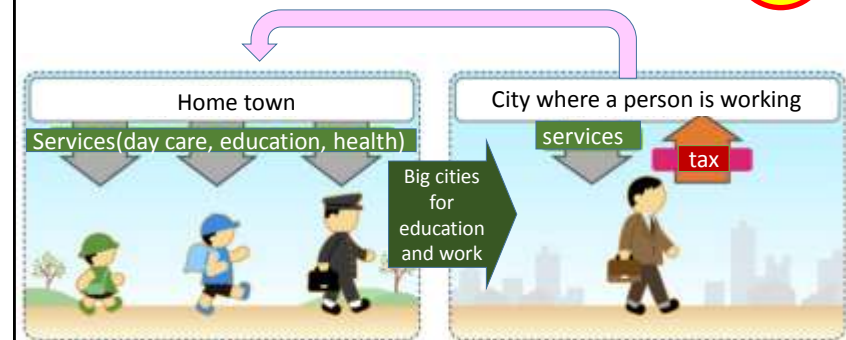 Home town
City where a person is working
Services(day care, education, health)
services
tax
Big cities
for
education
and work